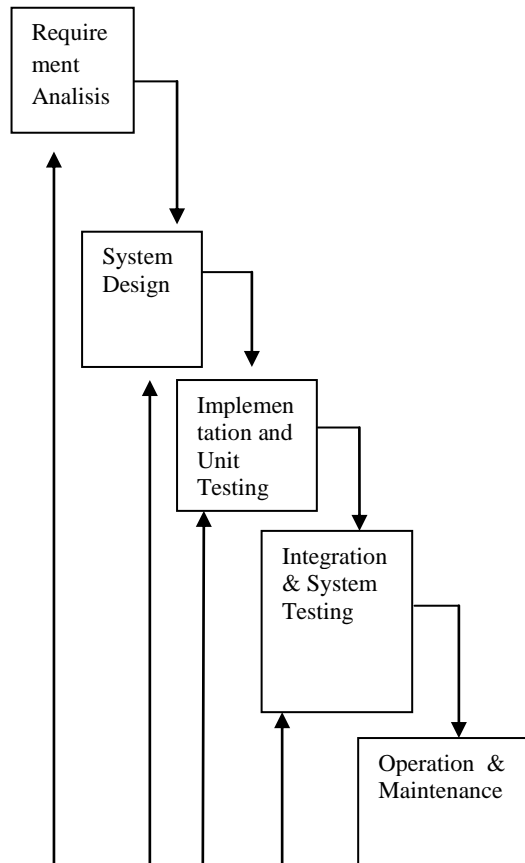 Require
ment
Analisis
System
Design
Implemen
tation and
Unit
Testing
Integration
& System
Testing
Operation &
Maintenance